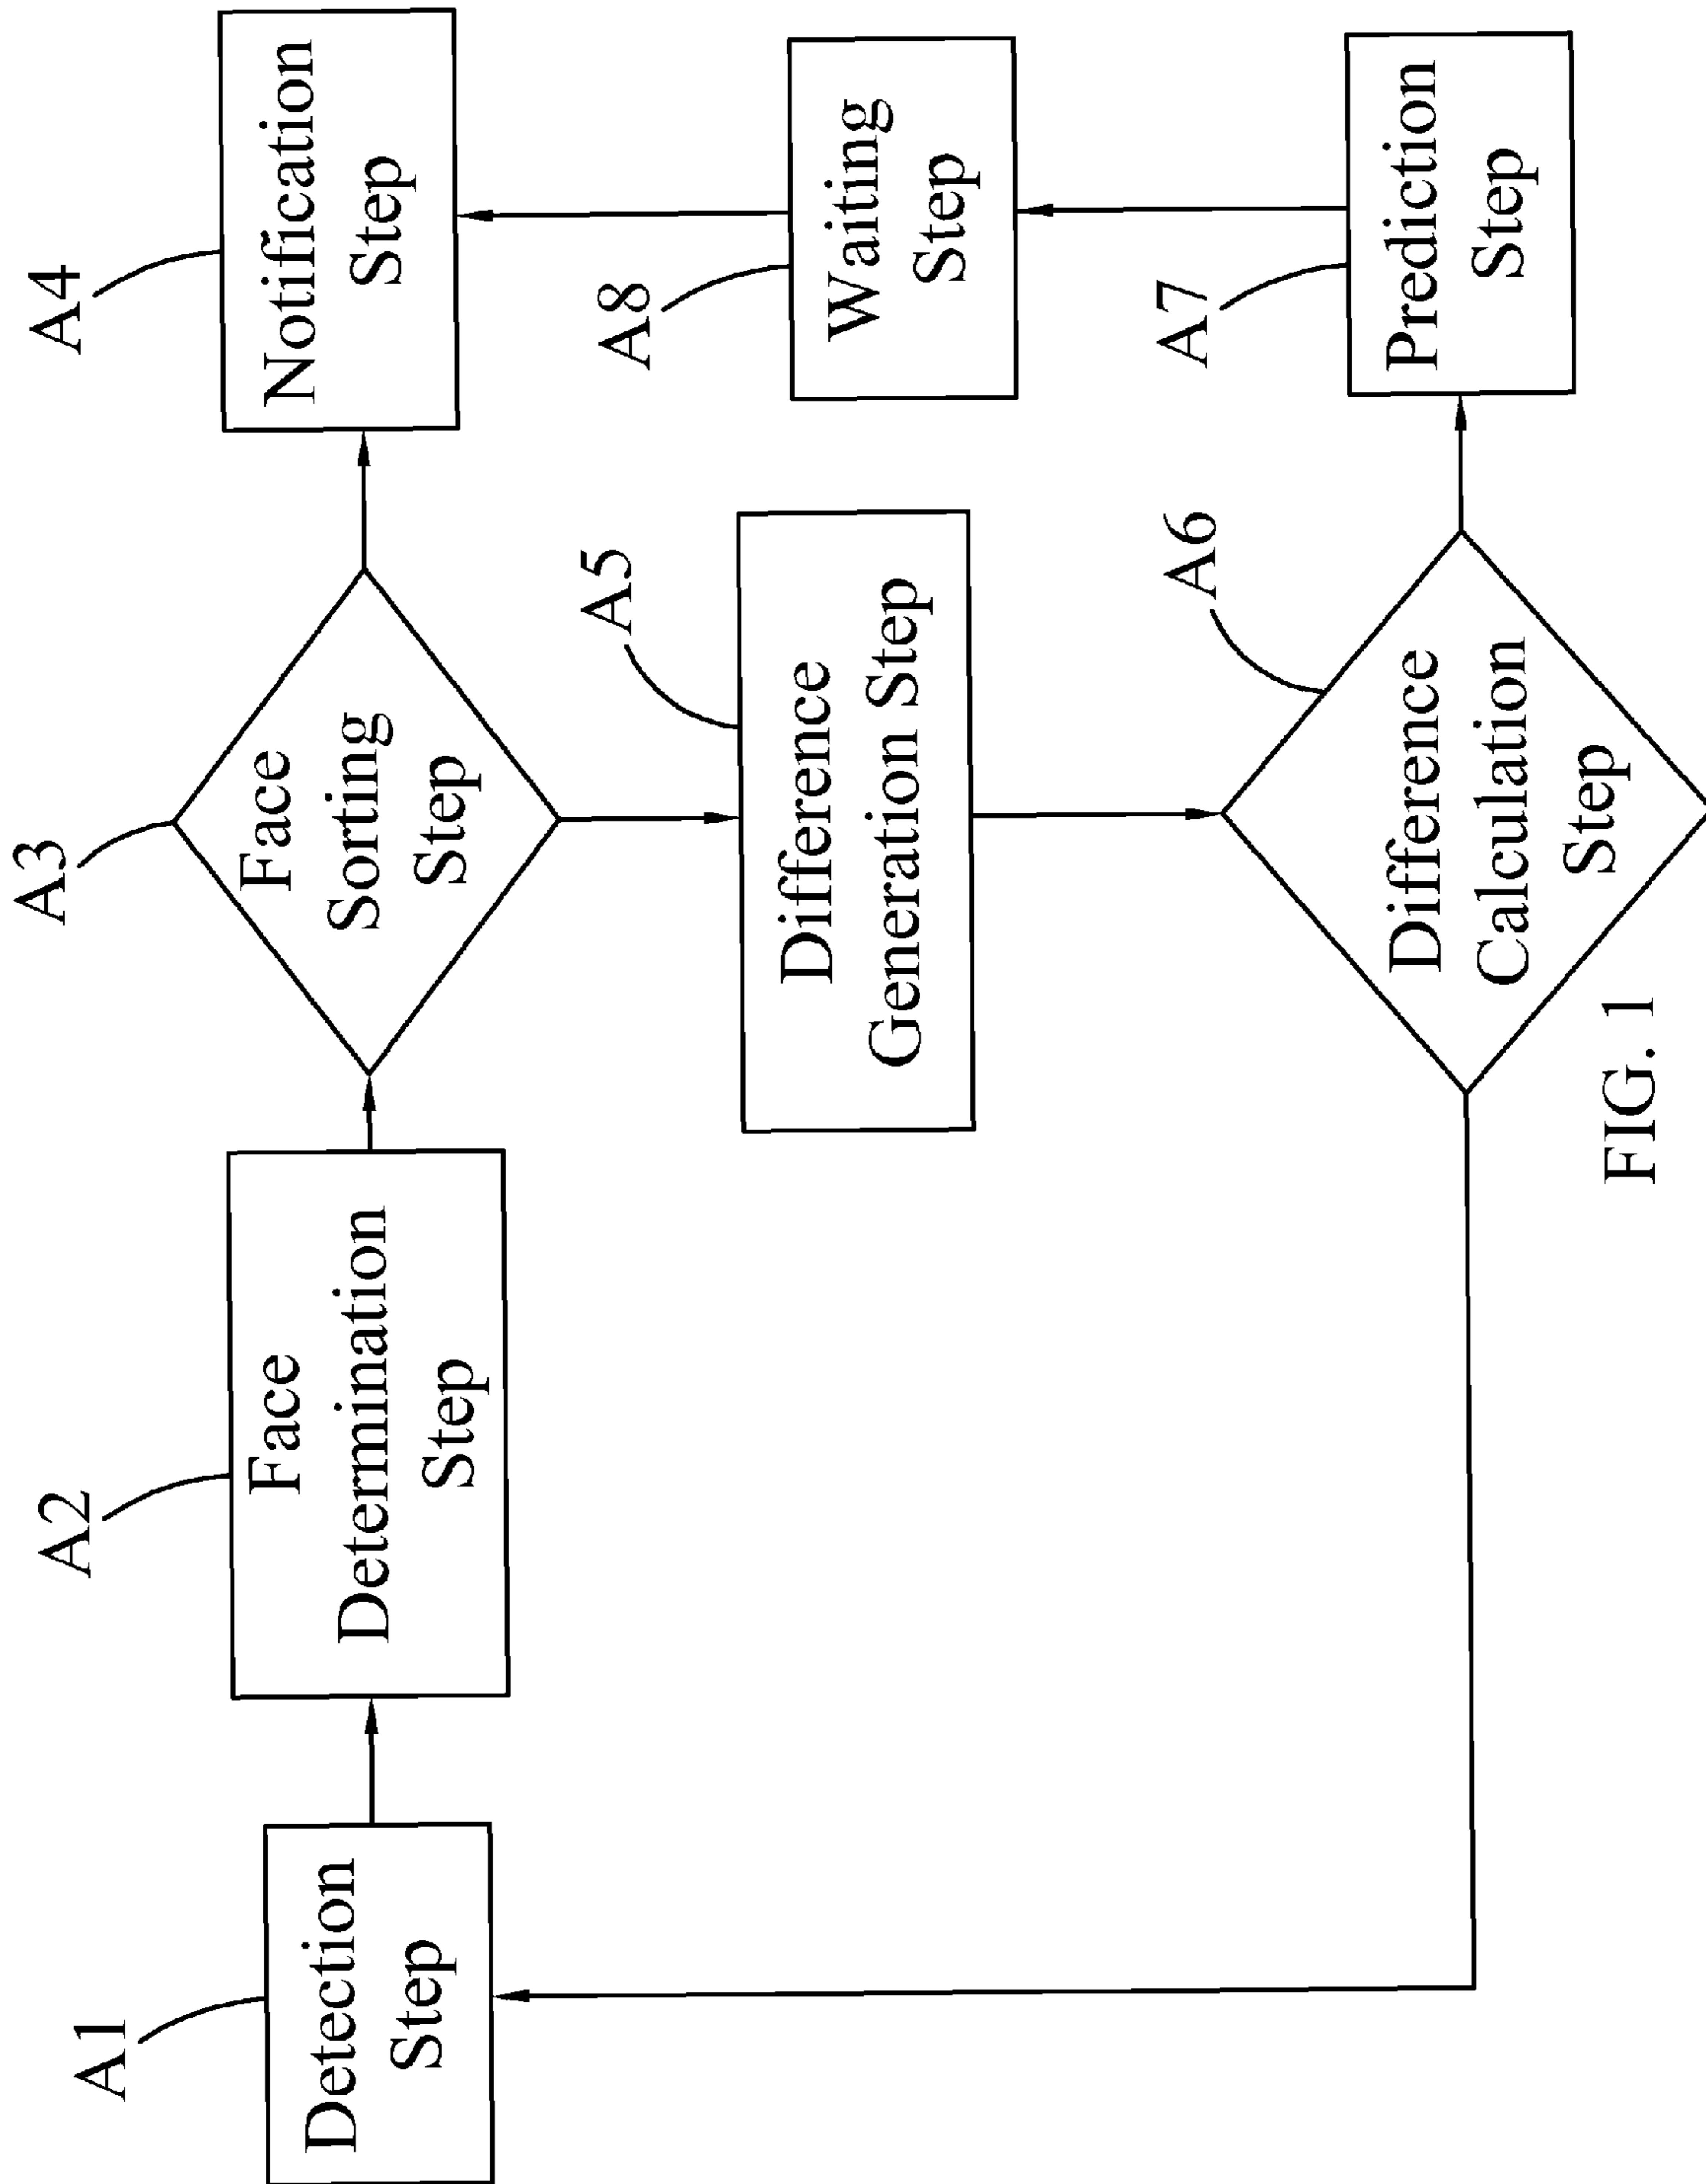 A1
Detection
Step
A2
Face
Determination
Step
A3
Face
Sorting
Step
A4
Notification
Step
A5
Difference
Generation Step
A8
Waiting
Step
A6
Difference
Calculation
Step
A7
Prediction
Step
FIG. 1